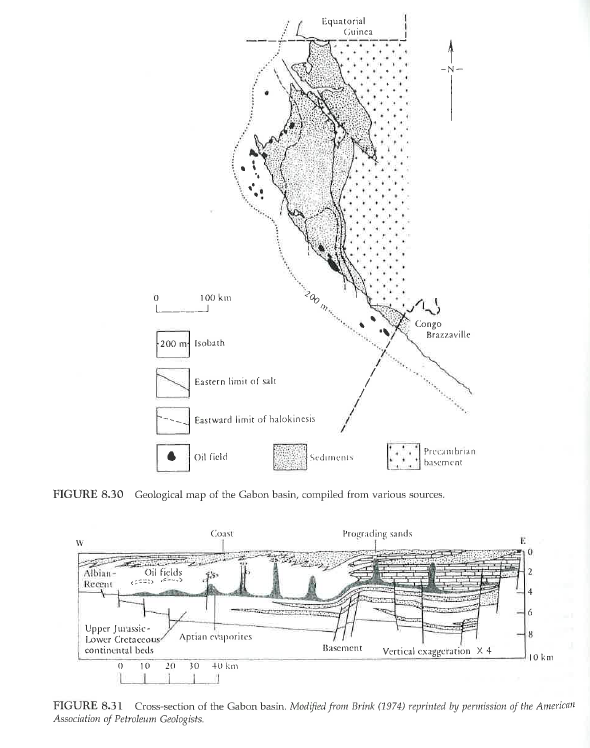 Equatorial
Guinea
-N-
200 m
0 100 km
Congo
Brazzaville
200 m Isobath
Eastern limit of salt
Eastward limit of halokinesis
Oil field
Sediments
Precambrian
basement
FIGURE 8.30 Geological map of the Gabon basin, compiled from various sources.
Coast
Prograding sands
W
E
0
Albian-
Recent
Oil fields
2
4
6
Upper Jurassic-
Lower Cretaceous
continental beds
Aptian evaporites
8
Basement
Vertical exaggeration X 4
10 km
0 10 20 30 40 km
FIGURE 8.31 Cross-section of the Gabon basin. Modified from Brink (1974) reprinted by permission of the American
Association of Petroleum Geologists.